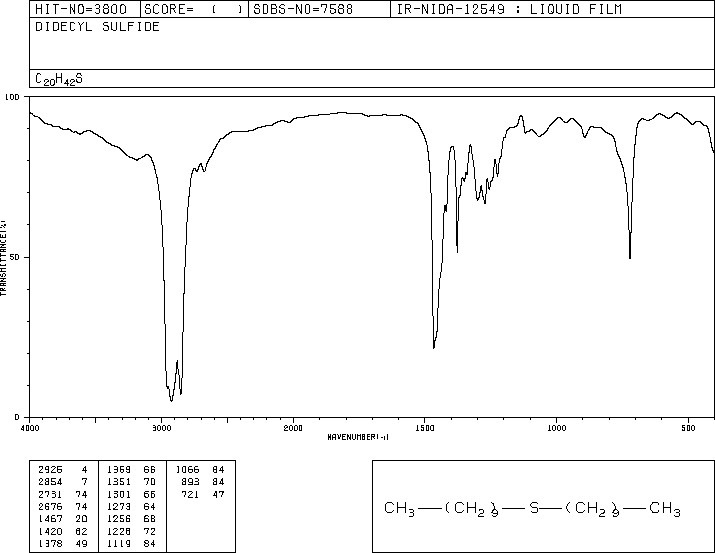 HIT-NO=3800 SCORE= ( ) SDBS-NO=7588 IR-NIDA-12549 : LIQUID FILM
DIDECYL SULFIDE
C20H42S
100
50
0
TRANSMITTANCE(%)
4000 3000 2000 1500 1000 500
WAVENUMBER(-1)
2926 4 1369 66 1066 84
2854 7 1351 70 893 84
2731 74 1301 66 721 47
2676 74 1273 64
1467 20 1256 68
1420 62 1228 72
1378 49 1119 84
CH3—(CH2)9—S—(CH2)9—CH3